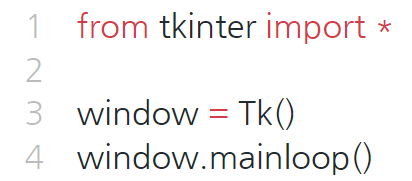 1 from tkinter import *
2
3 window = Tk()
4 window.mainloop()